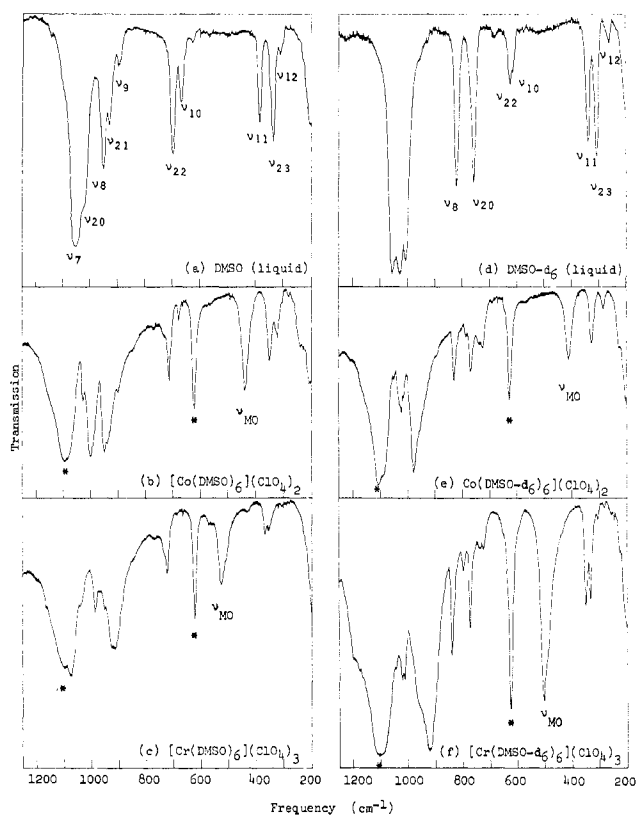 ν12
ν9
ν10
ν21
ν11
ν8
ν22
ν23
ν20
ν7
(a) DMSO (liquid)
ν12
ν22
ν10
ν11
ν8
ν20
ν23
(d) DMSO-d6 (liquid)
Transmission
*
*
νMO
(b) [Co(DMSO)6](ClO4)2
*
*
νMO
(e) Co(DMSO-d6)6](ClO4)2
*
*
νMO
(c) [Cr(DMSO)6](ClO4)3
*
*
νMO
(f) [Cr(DMSO-d6)6](ClO4)3
1200 1000 800 600 400 200
1200 1000 800 600 400 200
Frequency (cm-1)